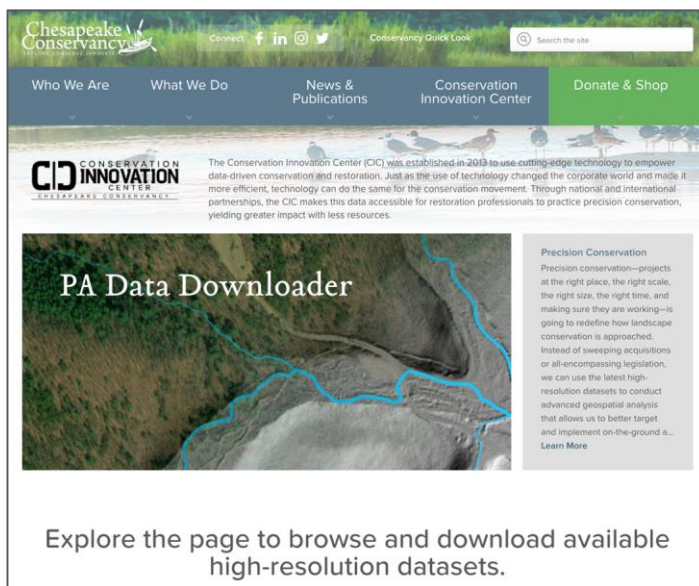 Chesapeake
Conservancy
EXPLORE CONSERVE INNOVATE
Connect
Conservancy Quick Look
Search the site
Who We Are
What We Do
News &
Publications
Conservation
Innovation Center
Donate & Shop
CIC
CONSERVATION
INNOVATION
CENTER
CHESAPEAKE CONSERVANCY
The Conservation Innovation Center (CIC) was established in 2013 to use cutting-edge technology to empower
data-driven conservation and restoration. Just as the use of technology changed the corporate world and made it
more efficient, technology can do the same for the conservation movement. Through national and international
partnerships, the CIC makes this data accessible for restoration professionals to practice precision conservation,
yielding greater impact with less resources.
PA Data Downloader
Precision Conservation
Precision conservation—projects
at the right place, the right scale,
the right size, the right time, and
making sure they are working—is
going to redefine how landscape
conservation is approached.
Instead of sweeping acquisitions
or all-encompassing legislation,
we can use the latest high-
resolution datasets to conduct
advanced geospatial analysis
that allows us to better target
and implement on-the-ground a...
Learn More
Explore the page to browse and download available
high-resolution datasets.